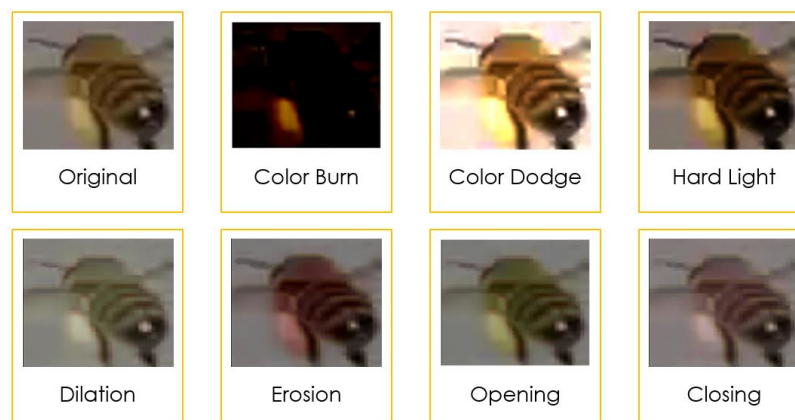 Original
Color Burn
Color Dodge
Hard Light
Dilation
Erosion
Opening
Closing